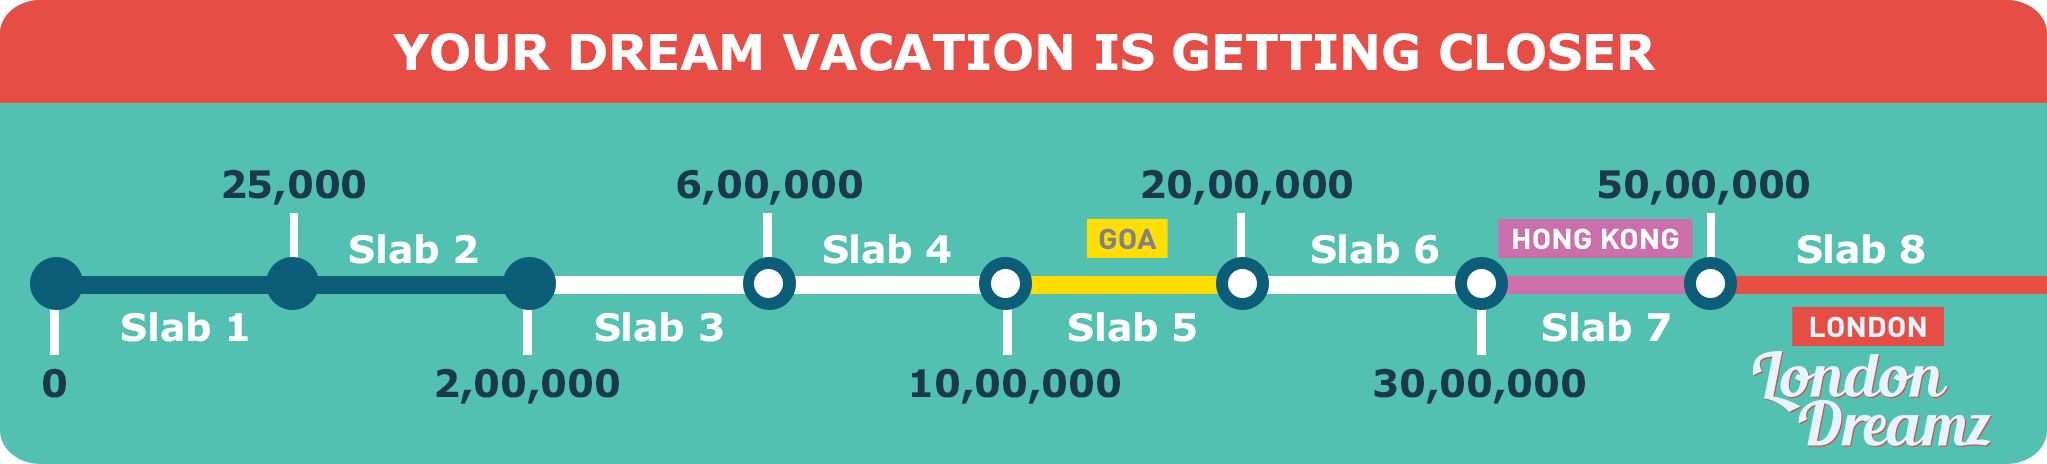 YOUR DREAM VACATION IS GETTING CLOSER
25,000
6,00,000
20,00,000
50,00,000
Slab 2
Slab 4
GOA
Slab 6
HONG KONG
Slab 8
Slab 1
Slab 3
Slab 5
Slab 7
LONDON
0
2,00,000
10,00,000
30,00,000
London
Dreamz